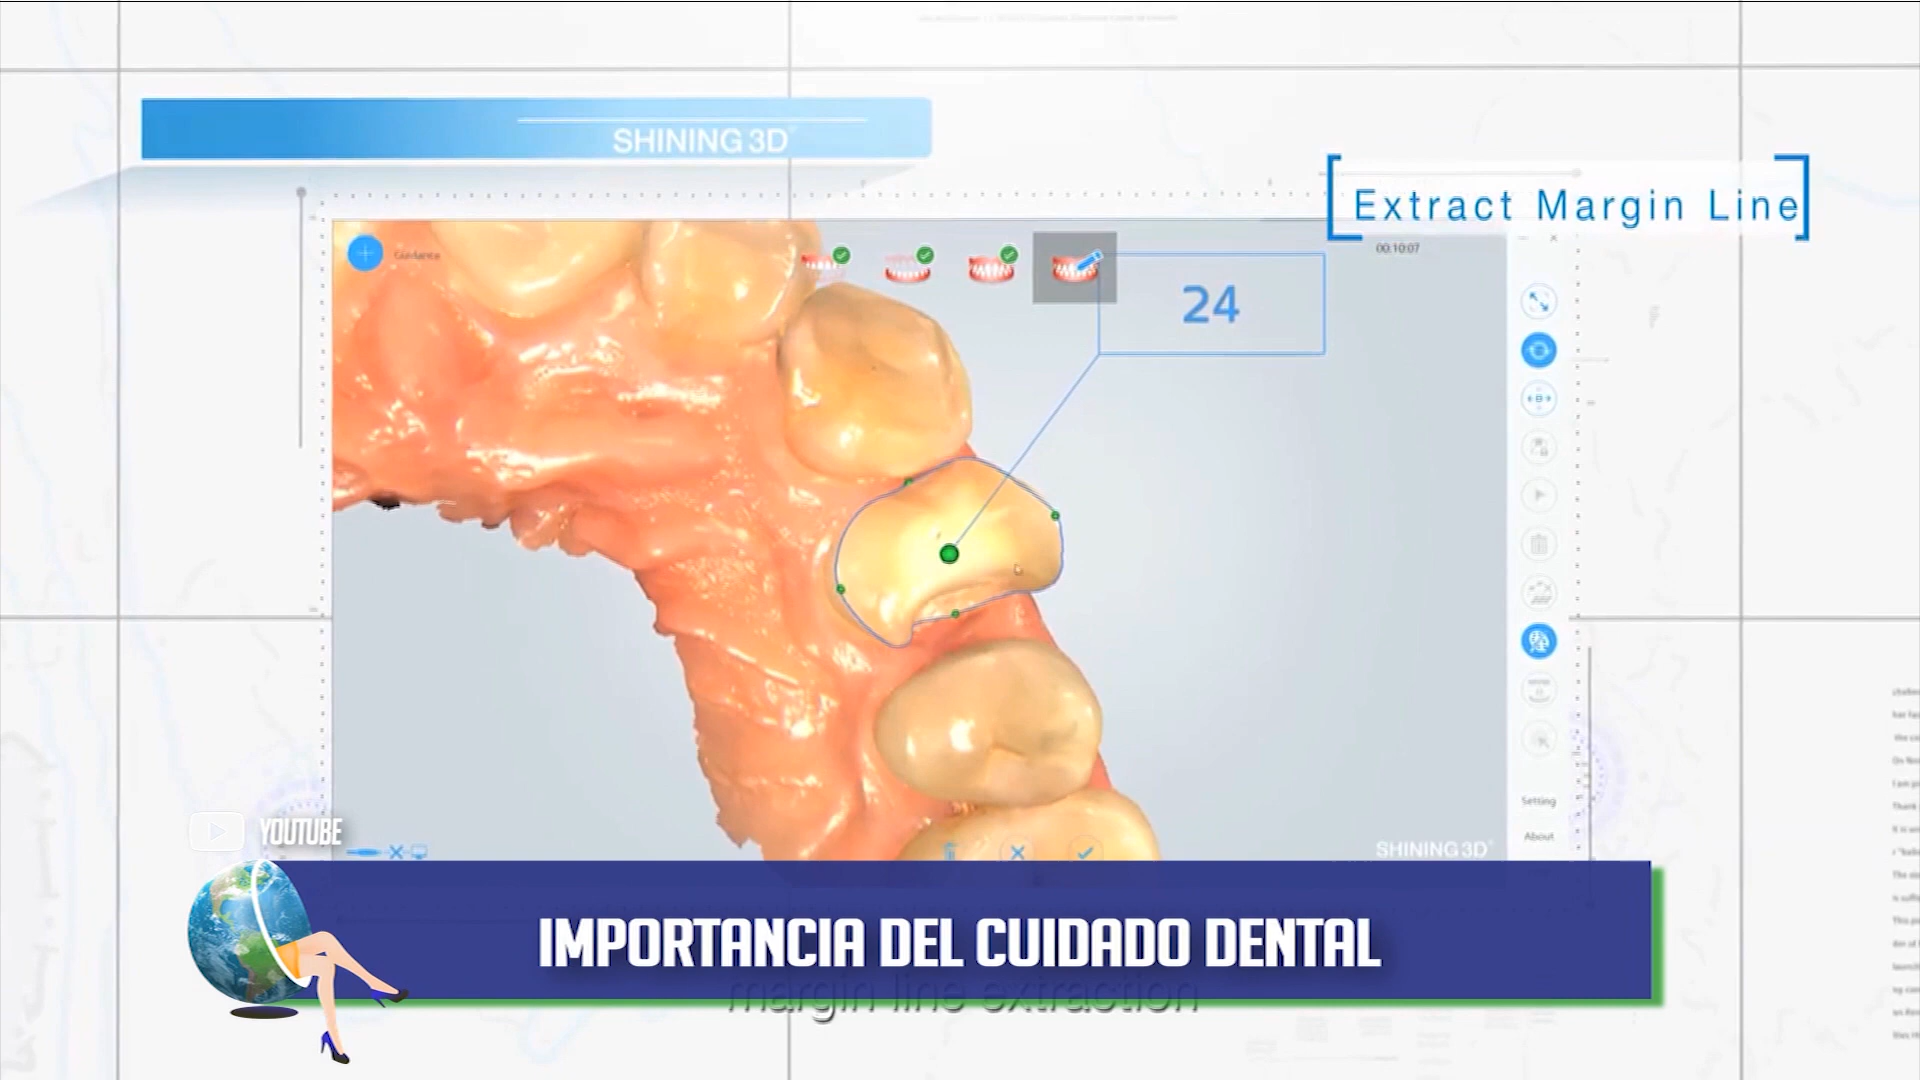 SHINING 3D
Extract Margin Line
Guidance
00:10:07
24
Setting
About
SHINING 3D
YOUTUBE
IMPORTANCIA DEL CUIDADO DENTAL
margin line extraction